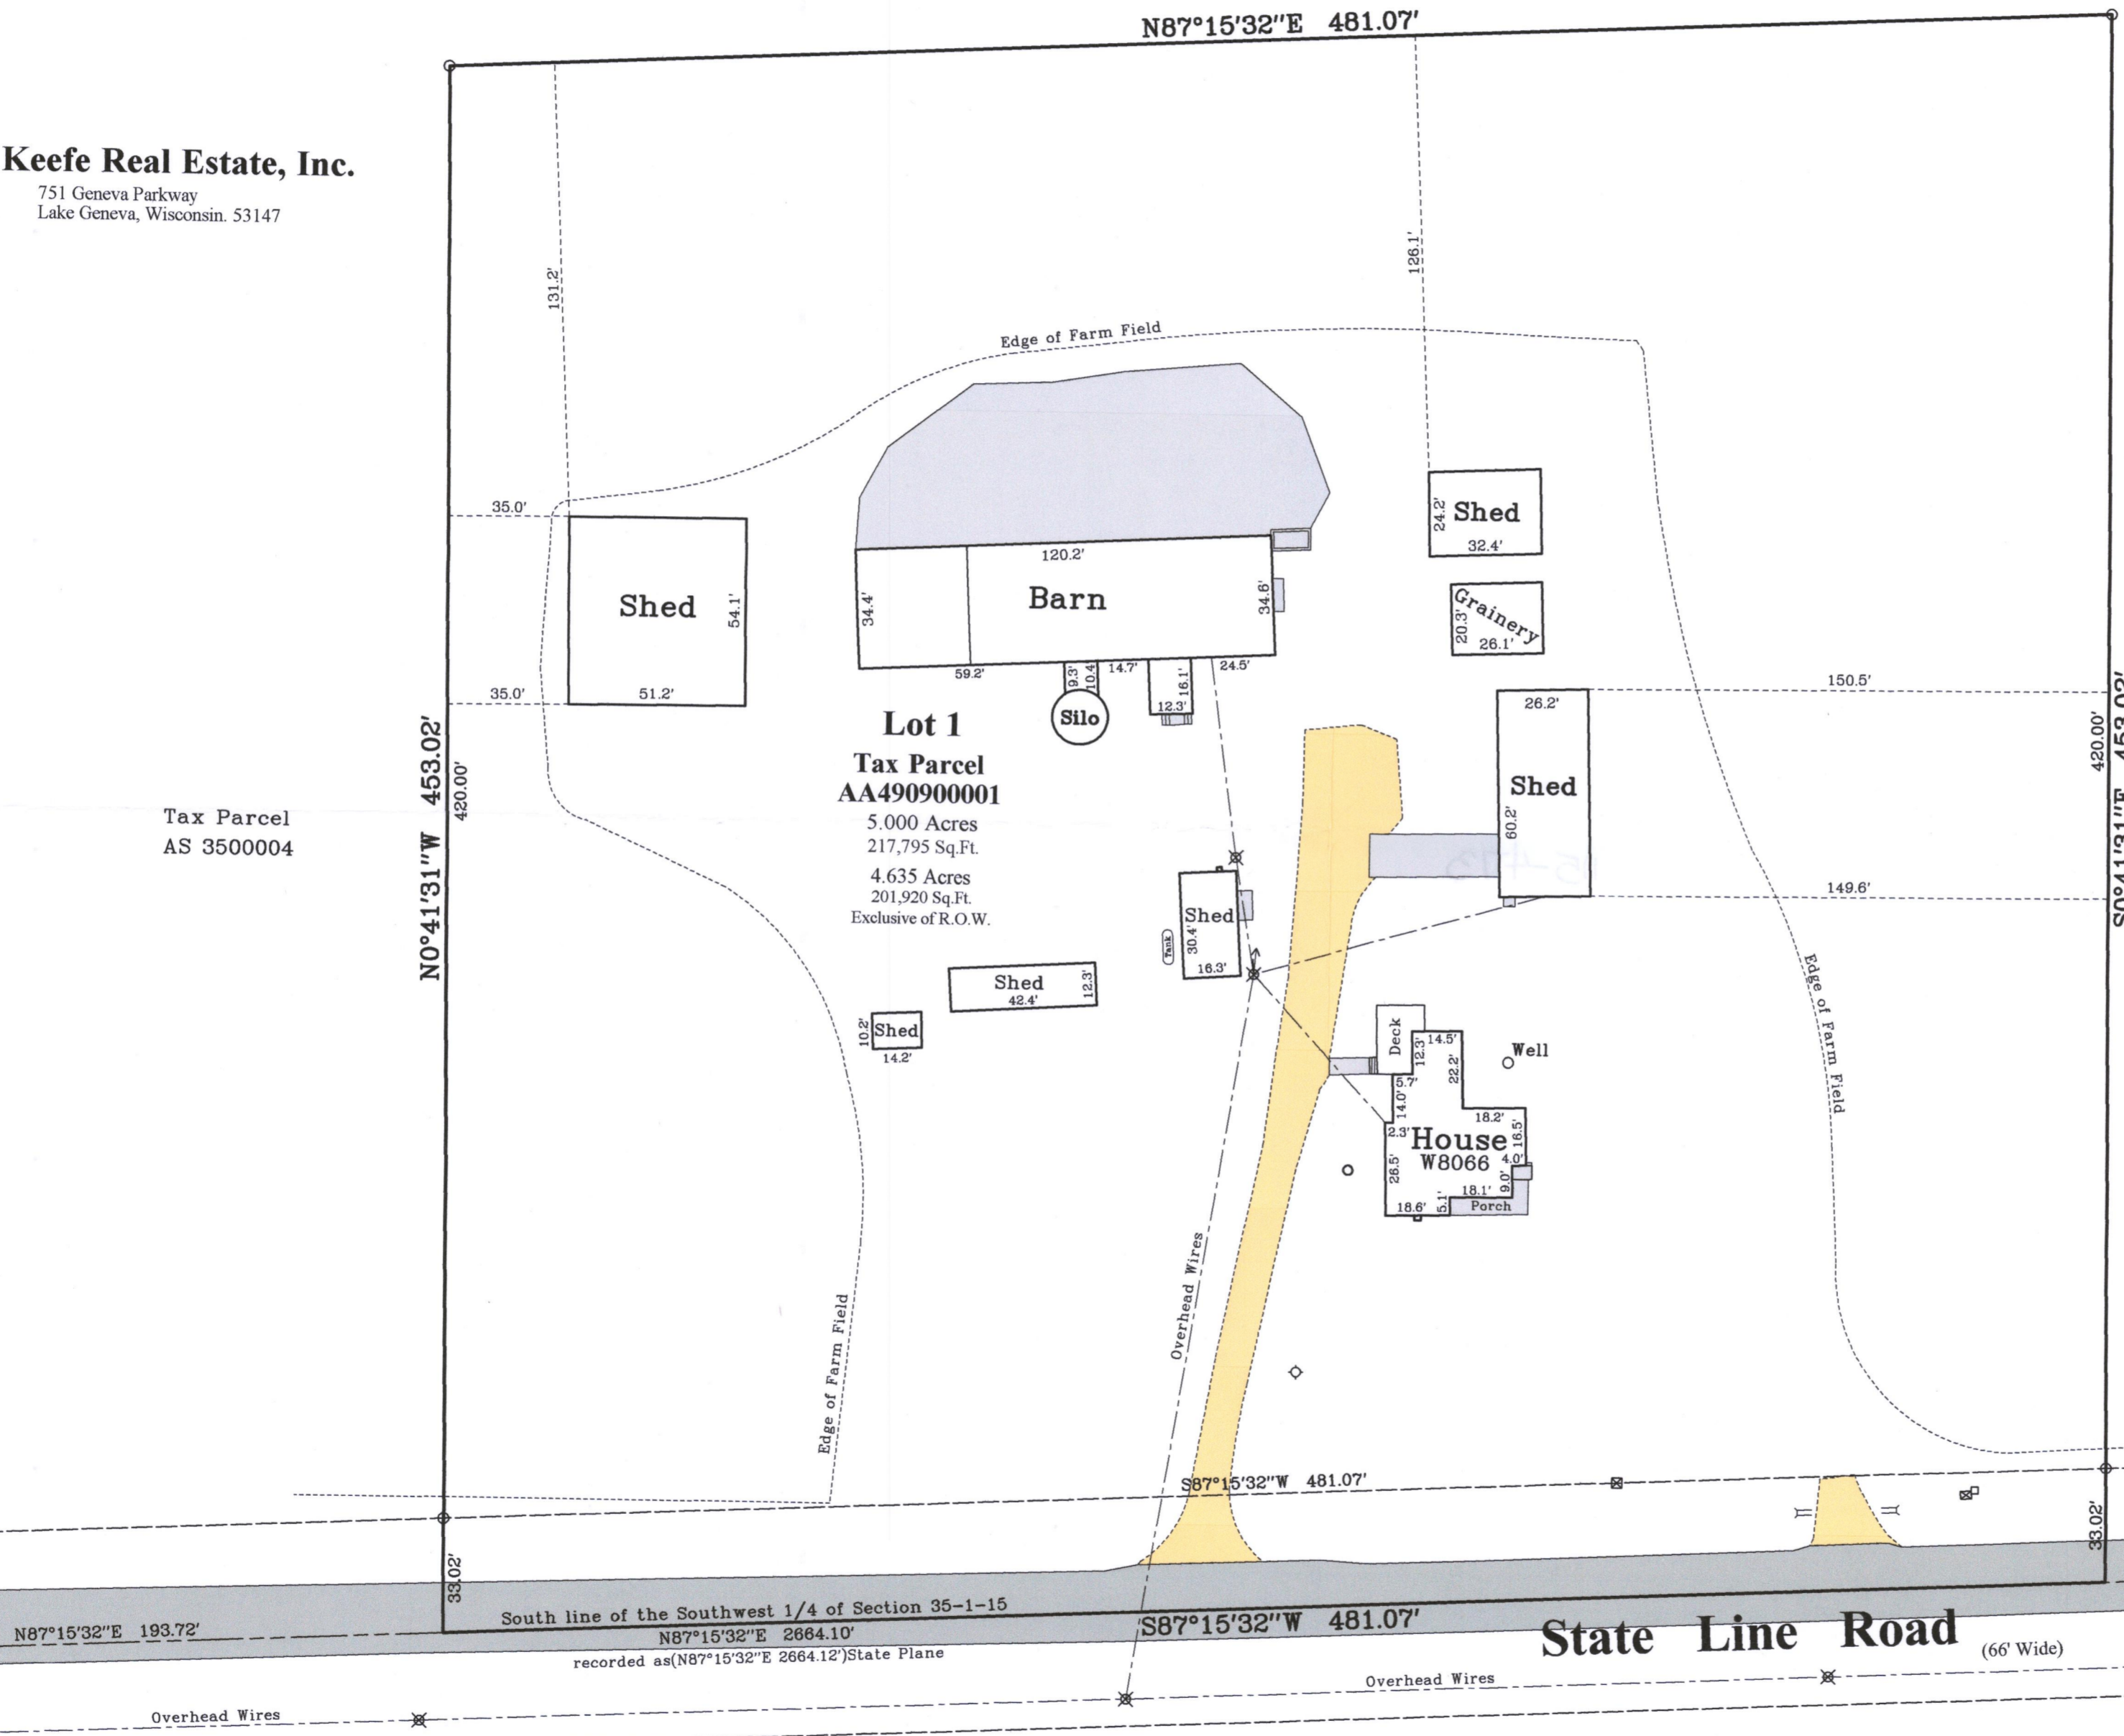 N87°15'32"E 481.07'
Keefe Real Estate, Inc.
751 Geneva Parkway
Lake Geneva, Wisconsin. 53147
131.2'
126.1'
Edge of Farm Field
35.0'
Shed
24.2'
32.4'
120.2'
Barn
34.4'
34.6'
Shed
54.1'
51.2'
35.0'
Grainery
20.3'
26.1'
59.2'
9.3'
10.4
14.7'
16.1'
12.3'
24.5'
Silo
150.5'
26.2'
Shed
60.2'
149.6'
Lot 1
Tax Parcel
AA490900001
5.000 Acres
217,795 Sq.Ft.
4.635 Acres
201,920 Sq.Ft.
Exclusive of R.O.W.
N0°41'31"W 453.02'
420.00'
S0°41'31"E 453.02'
420.00'
Tax Parcel
AS 3500004
Shed
30.4'
16.3'
Tank
Shed
42.4'
12.3'
Shed
10.2'
14.2'
Deck
14.5'
12.3'
22.2'
Well
5.7'
14.0'
18.2'
2.3'
House
W8066
16.5'
4.0'
26.5'
9.0'
18.1'
18.6'
5.1'
Porch
Edge of Farm Field
Overhead Wires
Edge of Farm Field
S87°15'32"W 481.07'
33.02'
33.02'
South line of the Southwest 1/4 of Section 35-1-15
N87°15'32"E 193.72'
N87°15'32"E 2664.10'
recorded as(N87°15'32"E 2664.12')State Plane
S87°15'32"W 481.07'
State Line Road (66' Wide)
Overhead Wires
Overhead Wires